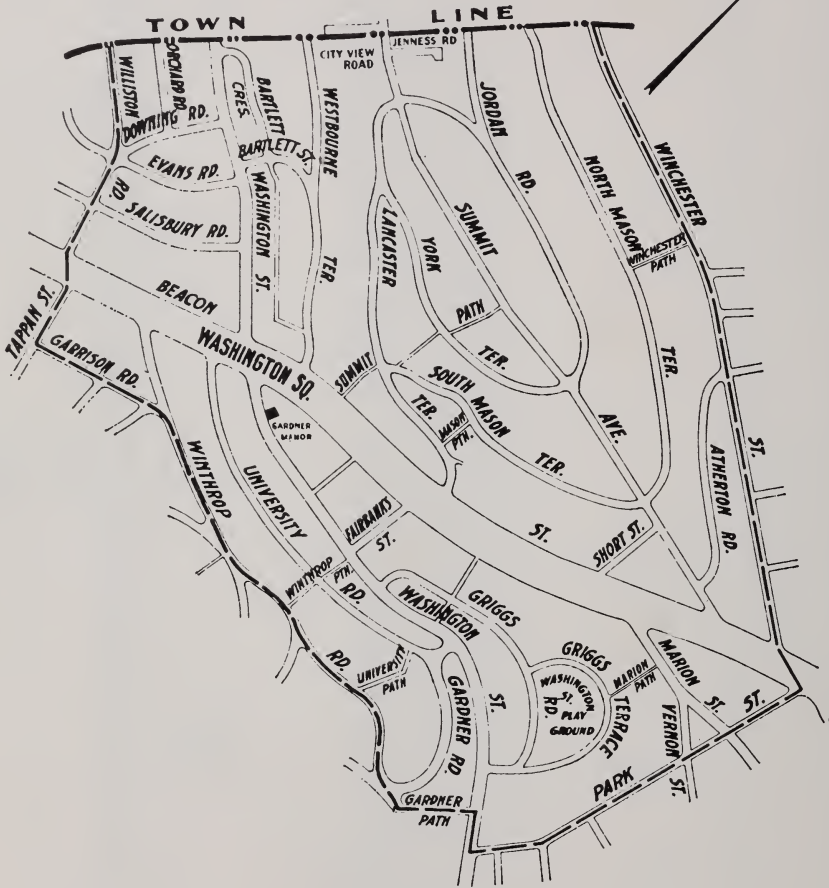 TOWN LINE
CITY VIEW
ROAD
JENNESS RD
WILLISTON
RD.
ORCHARD RD.
DOWNING RD.
CRES.
BARTLETT
BARTLETT ST.
WESTBOURNE
TER.
EVANS RD.
SALISBURY RD.
WASHINGTON
ST.
JORDAN
RD.
NORTH MASON
TER.
WINCHESTER
ST.
WINCHESTER
PATH
SUMMIT
AVE.
LANCASTER
TER.
YORK
TER.
SUMMIT
PATH
BEACON
ST.
WASHINGTON SQ.
TAPPAN ST.
GARRISON RD.
SOUTH MASON
TER.
MASON
PTH.
GARDNER
MANOR
WINTHROP
RD.
UNIVERSITY
RD.
FAIRBANKS
ST.
WINTHROP
PTH.
SHORT ST.
ATHERTON RD.
WASHINGTON
ST.
GRIGGS
RD.
GRIGGS
TERRACE
MARION
PATH
MARION
ST.
UNIVERSITY
PATH
GARDNER RD.
WASHINGTON
ST.
PLAY
GROUND
VERNON
ST.
PARK
ST.
GARDNER
PATH